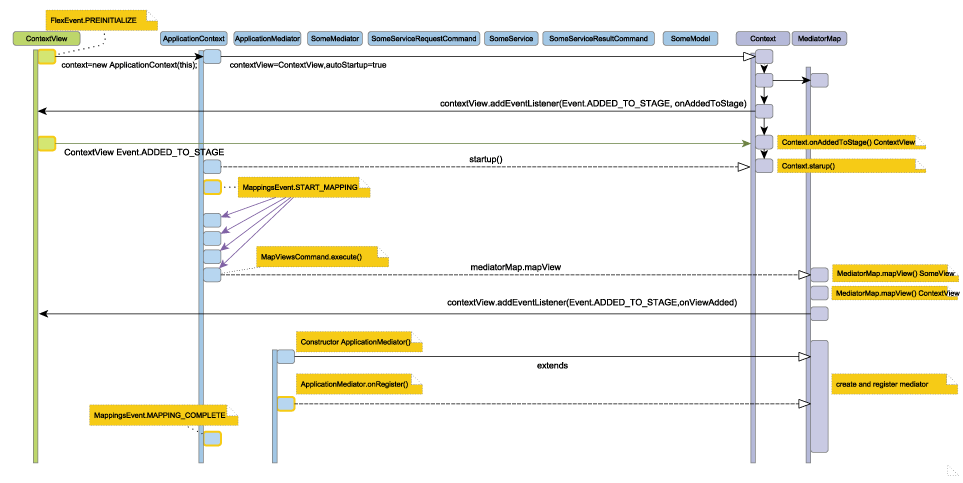 FlexEvent.PREINITIALIZE
ContextView
ApplicationContext
ApplicationMediator
SomeMediator
SomeServiceRequestCommand
SomeService
SomeServiceResultCommand
SomeModel
Context
MediatorMap
context=new ApplicationContext(this);
contextView=ContextView,autoStartup=true
contextView.addEventListener(Event.ADDED_TO_STAGE, onAddedToStage)
ContextView Event.ADDED_TO_STAGE
Context.onAddedToStage() ContextView
startup()
Context.starup()
MappingsEvent.START_MAPPING
MapViewsCommand.execute()
mediatorMap.mapView
MediatorMap.mapView() SomeView
MediatorMap.mapView() ContextView
contextView.addEventListener(Event.ADDED_TO_STAGE,onViewAdded)
Constructor ApplicationMediator()
extends
ApplicationMediator.onRegister()
create and register mediator
MappingsEvent.MAPPING_COMPLETE